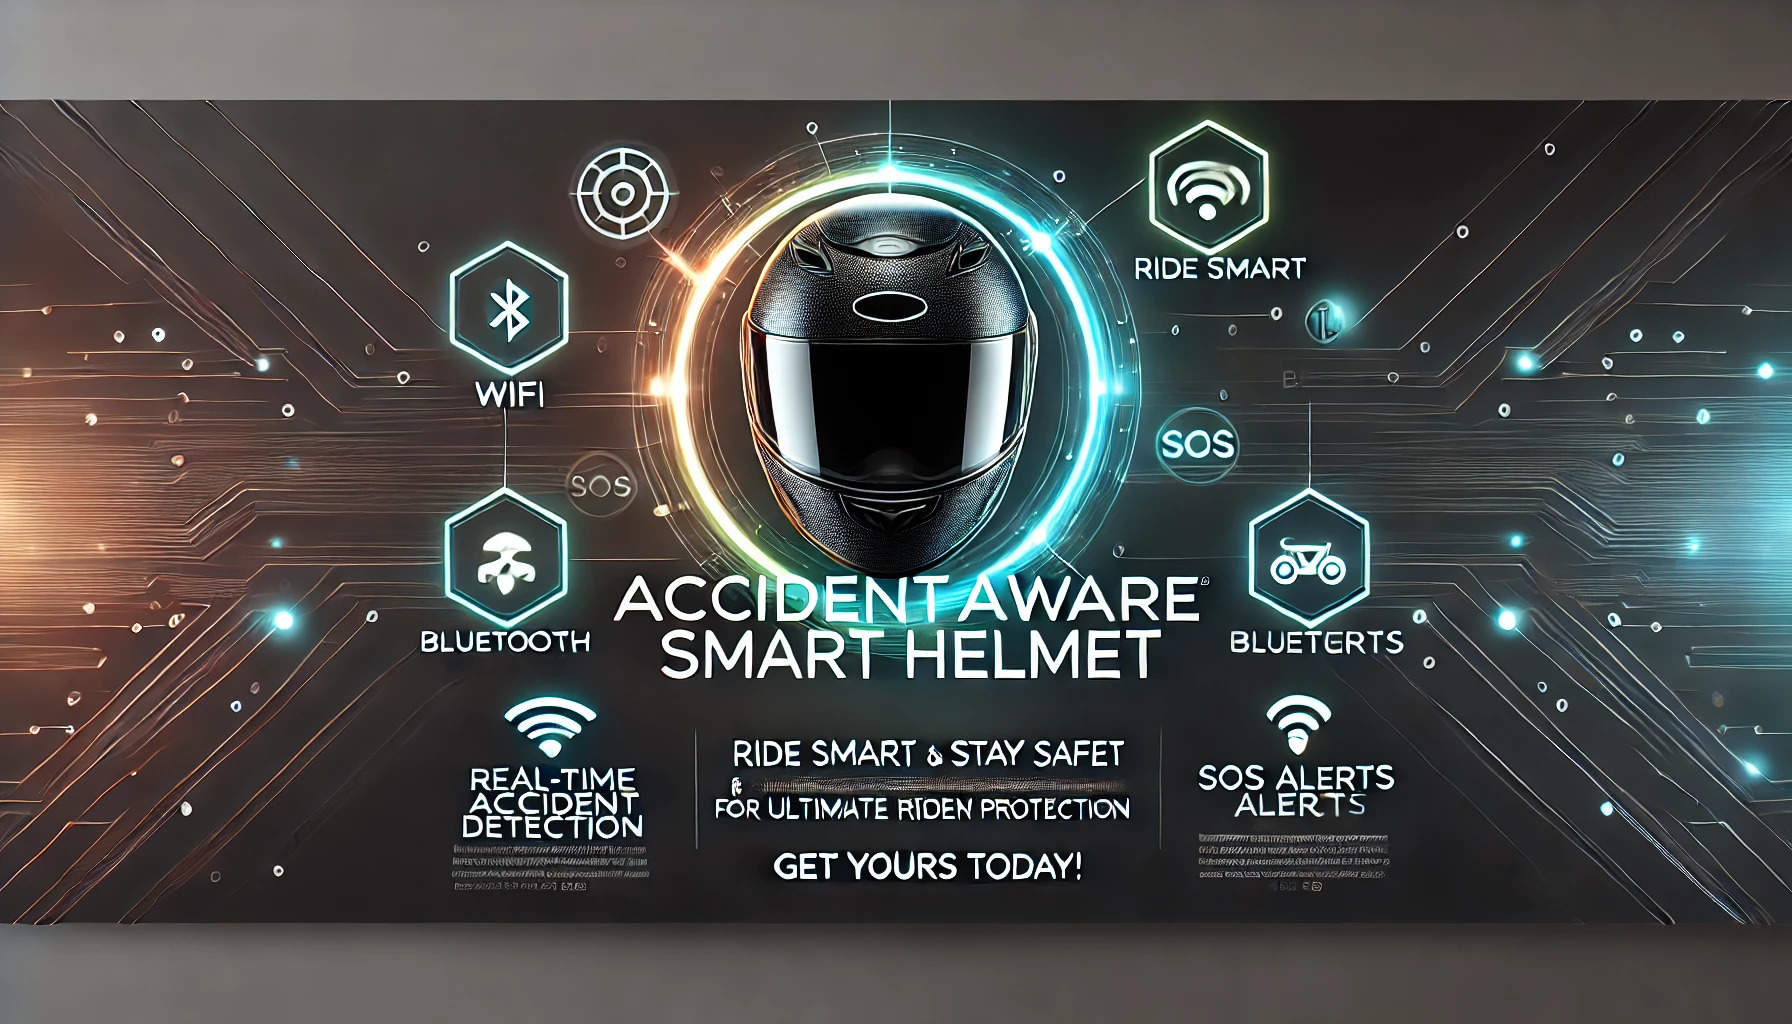 RIDE SMART
WIFI
SOS
SOS
BLUETOOTH
ACCIDENT AWARE
SMART HELMET
BLUETERTS
REAL-TIME
ACCIDENT
DETECTION
RIDE SMART & STAY SAFET
FOR ULTIMATE RIDEN PROTECTION
GET YOURS TODAY!
SOS ALERTS
ALERTS